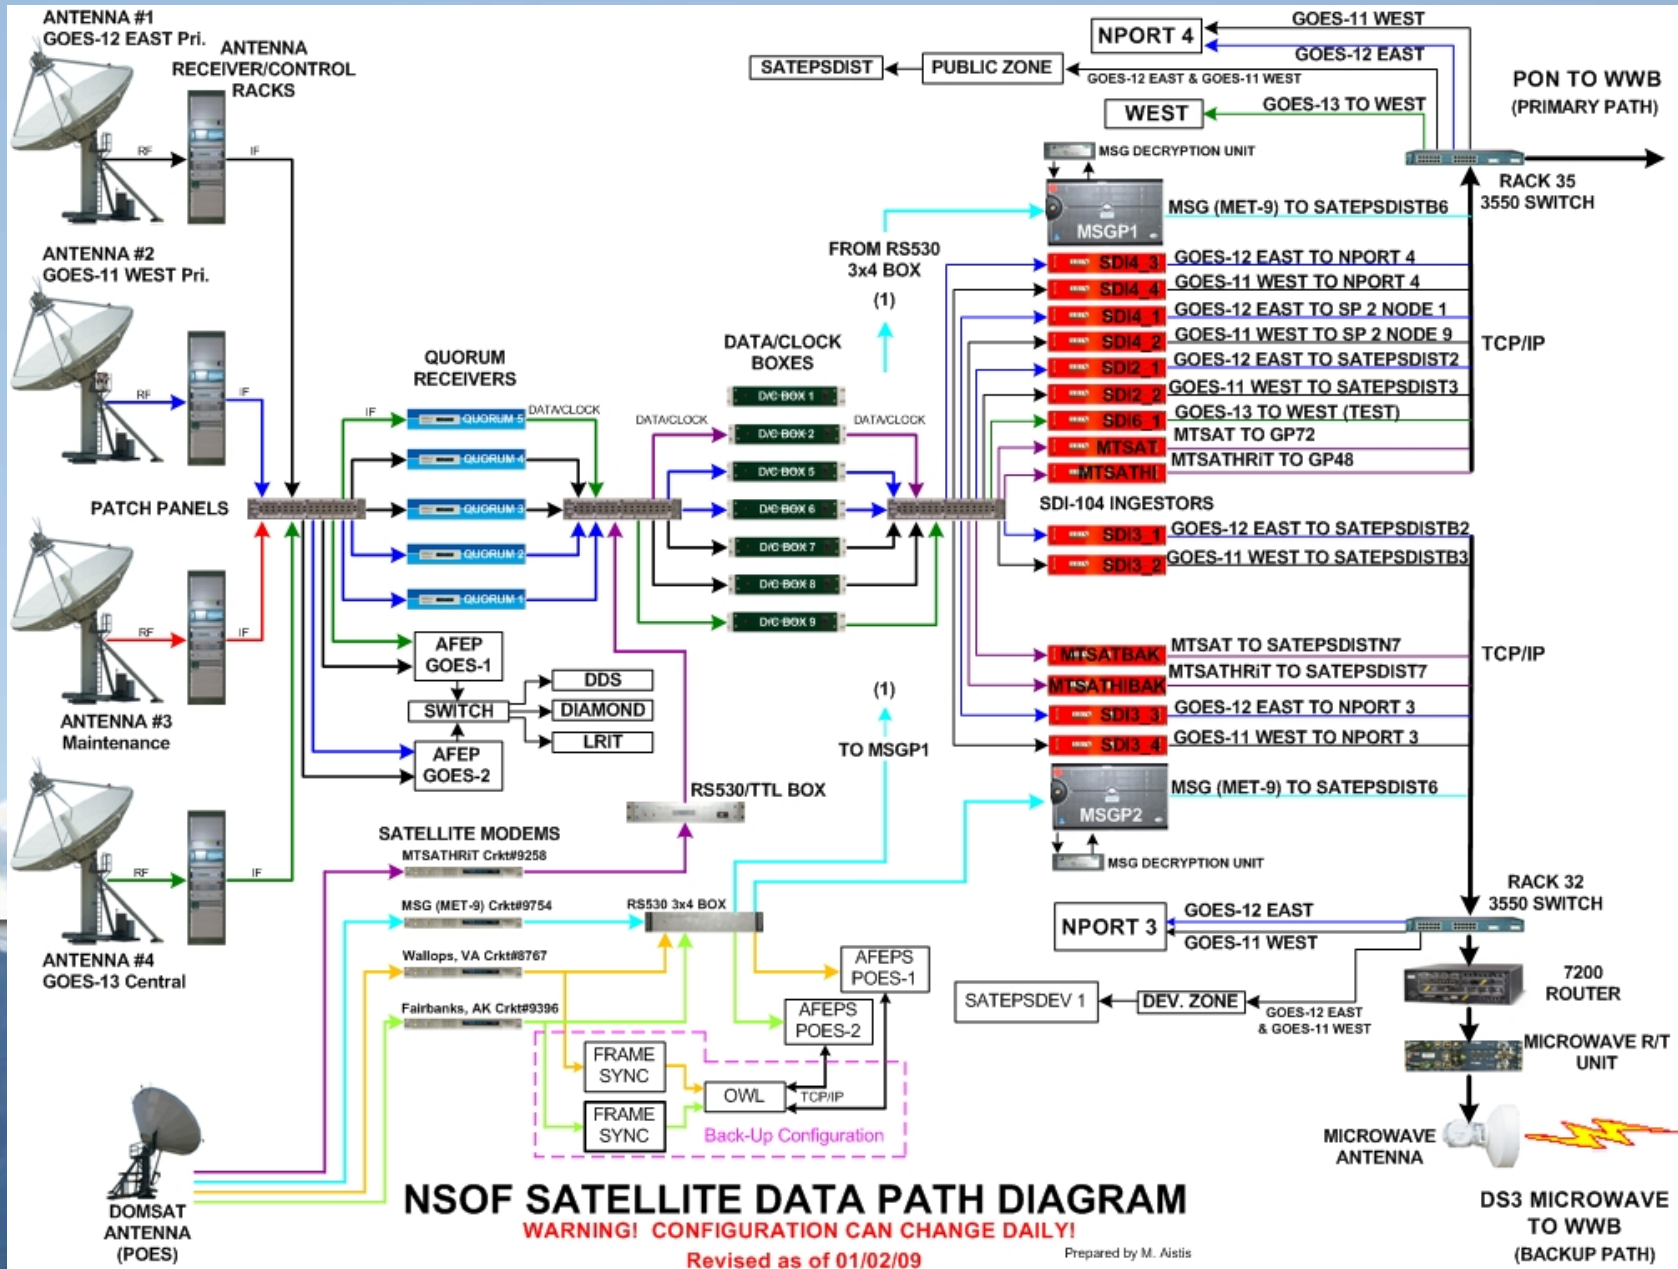 ANTENNA #1
GOES-12 EAST Pri.
ANTENNA
RECEIVER/CONTROL
RACKS
RF
IF
ANTENNA #2
GOES-11 WEST Pri.
RF
IF
PATCH PANELS
RF
IF
ANTENNA #3
Maintenance
RF
IF
ANTENNA #4
GOES-13 Central
DOMSAT
ANTENNA
(POES)
QUORUM
RECEIVERS
IF
DATA/CLOCK
QUORUM 5
QUORUM 4
QUORUM 3
QUORUM 2
QUORUM 1
AFEP
GOES-1
SWITCH
AFEP
GOES-2
DDS
DIAMOND
LRIT
RS530/TTL BOX
SATELLITE MODEMS
MTSATHRiT Crkt#9258
MSG (MET-9) Crkt#9754
Wallops, VA Crkt#8767
Fairbanks, AK Crkt#9396
RS530 3x4 BOX
AFEPS
POES-1
AFEPS
POES-2
FRAME
SYNC
FRAME
SYNC
OWL
TCP/IP
Back-Up Configuration
DATA/CLOCK
BOXES
DATA/CLOCK
DATA/CLOCK
D/C BOX 1
D/C BOX 2
D/C BOX 5
D/C BOX 6
D/C BOX 7
D/C BOX 8
D/C BOX 9
FROM RS530
3x4 BOX
(1)
(1)
TO MSGP1
NPORT 4
GOES-11 WEST
GOES-12 EAST
SATEPSDIST
PUBLIC ZONE
GOES-12 EAST & GOES-11 WEST
WEST
GOES-13 TO WEST
PON TO WWB
(PRIMARY PATH)
RACK 35
3550 SWITCH
MSG DECRYPTION UNIT
MSGP1
MSG (MET-9) TO SATEPSDISTB6
SDI4_3
GOES-12 EAST TO NPORT 4
SDI4_4
GOES-11 WEST TO NPORT 4
SDI4_1
GOES-12 EAST TO SP 2 NODE 1
SDI4_2
GOES-11 WEST TO SP 2 NODE 9
SDI2_1
GOES-12 EAST TO SATEPSDIST2
SDI2_2
GOES-11 WEST TO SATEPSDIST3
SDI6_1
GOES-13 TO WEST (TEST)
MTSAT
MTSAT TO GP72
MTSATHI
MTSATHRiT TO GP48
TCP/IP
SDI-104 INGESTORS
SDI3_1
GOES-12 EAST TO SATEPSDISTB2
SDI3_2
GOES-11 WEST TO SATEPSDISTB3
MTSATBAK
MTSAT TO SATEPSDISTN7
MTSATHIBAK
MTSATHRiT TO SATEPSDIST7
SDI3_3
GOES-12 EAST TO NPORT 3
SDI3_4
GOES-11 WEST TO NPORT 3
TCP/IP
MSGP2
MSG (MET-9) TO SATEPSDIST6
MSG DECRYPTION UNIT
RACK 32
3550 SWITCH
NPORT 3
GOES-12 EAST
GOES-11 WEST
SATEPSDEV 1
DEV. ZONE
GOES-12 EAST
& GOES-11 WEST
7200
ROUTER
MICROWAVE R/T
UNIT
MICROWAVE
ANTENNA
DS3 MICROWAVE
TO WWB
(BACKUP PATH)
NSOF SATELLITE DATA PATH DIAGRAM
WARNING! CONFIGURATION CAN CHANGE DAILY!
Revised as of 01/02/09
Prepared by M. Aistis